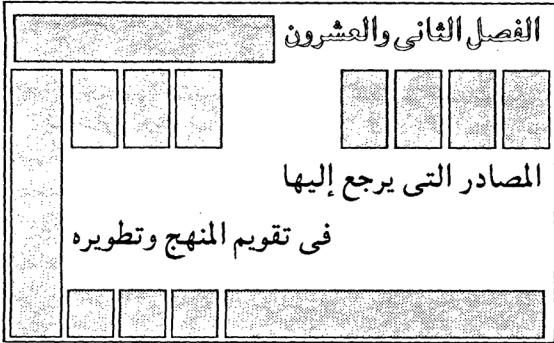 الفصل الثانى والعشرون
المصادر التى يرجع إليها
فى تقويم المنهج وتطويره